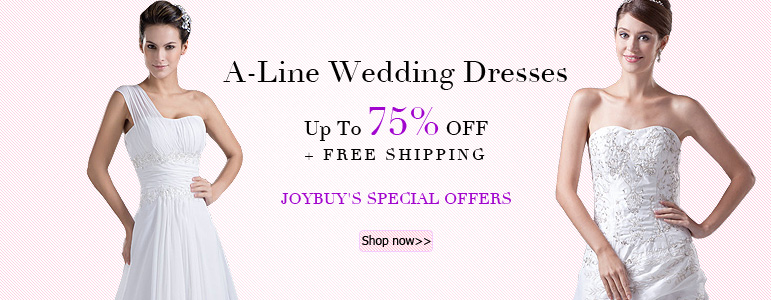 A-Line Wedding Dresses
Up To 75% OFF
+ FREE SHIPPING
JOYBUY'S SPECIAL OFFERS
Shop now>>